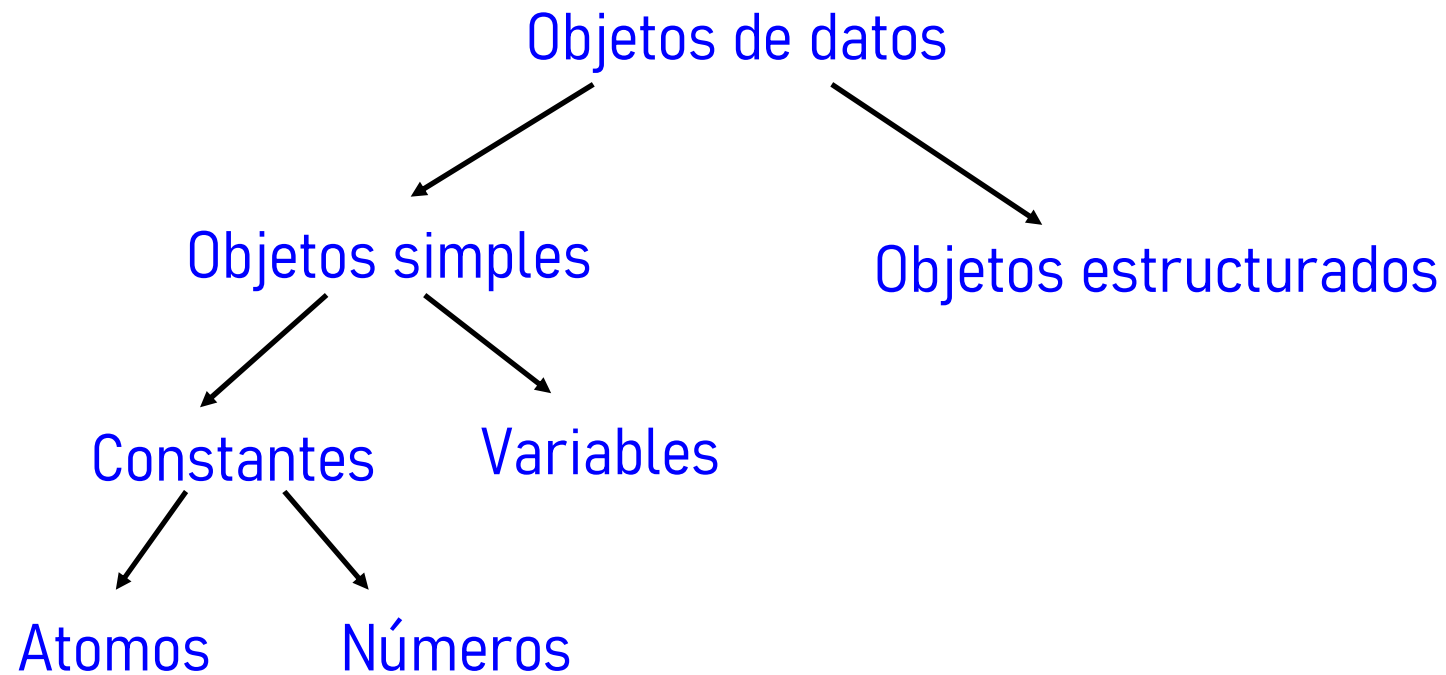 Objetos de datos
Objetos simples
Objetos estructurados
Constantes
Variables
Atomos
Números